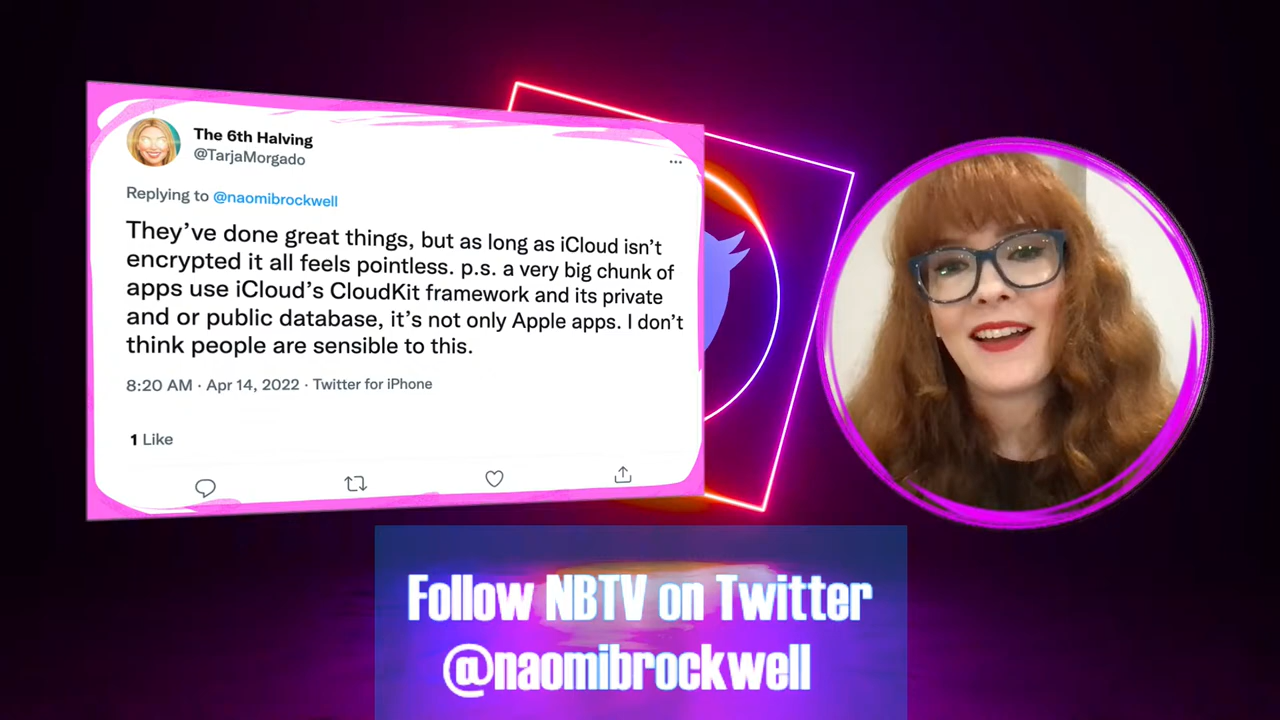 The 6th Halving
@TarjaMorgado
Replying to @naomibrockwell
They’ve done great things, but as long as iCloud isn’t
encrypted it all feels pointless. p.s. a very big chunk of
apps use iCloud’s CloudKit framework and its private
and or public database, it’s not only Apple apps. I don’t
think people are sensible to this.
8:20 AM · Apr 14, 2022 · Twitter for iPhone
1 Like
Follow NBTV on Twitter
@naomibrockwell